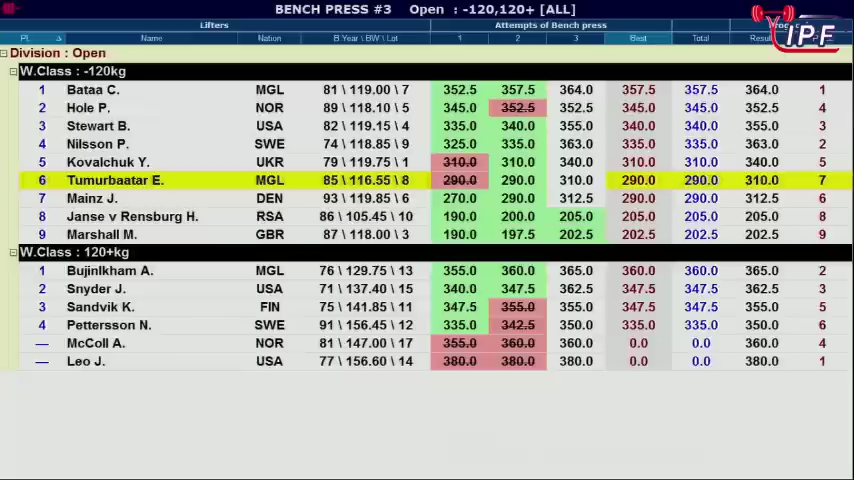 BENCH PRESS #3 Open : -120,120+ [ALL]
Lifters Attempts of Bench press
PL Name Nation B Year \ BW \ Lot 1 2 3 Best Total
IPF
Division : Open
W.Class : -120kg
1 Bataa C. MGL 81 \ 119.00 \ 7 352.5 357.5 364.0 357.5 357.5 364.0 1
2 Hole P. NOR 89 \ 118.10 \ 5 345.0 352.5 352.5 345.0 345.0 352.5 4
3 Stewart B. USA 82 \ 119.15 \ 4 335.0 340.0 355.0 340.0 340.0 355.0 3
4 Nilsson P. SWE 74 \ 118.85 \ 9 325.0 335.0 363.0 335.0 335.0 363.0 2
5 Kovalchuk Y. UKR 79 \ 119.75 \ 1 310.0 310.0 340.0 310.0 310.0 340.0 5
6 Tumurbaatar E. MGL 85 \ 116.55 \ 8 290.0 290.0 310.0 290.0 290.0 310.0 7
7 Mainz J. DEN 93 \ 119.85 \ 6 270.0 290.0 312.5 290.0 290.0 312.5 6
8 Janse v Rensburg H. RSA 86 \ 105.45 \ 10 190.0 200.0 205.0 205.0 205.0 205.0 8
9 Marshall M. GBR 87 \ 118.00 \ 3 190.0 197.5 202.5 202.5 202.5 202.5 9
W.Class : 120+kg
1 Bujinlkham A. MGL 76 \ 129.75 \ 13 355.0 360.0 365.0 360.0 360.0 365.0 2
2 Snyder J. USA 71 \ 137.40 \ 15 340.0 347.5 362.5 347.5 347.5 362.5 3
3 Sandvik K. FIN 75 \ 141.85 \ 11 347.5 355.0 355.0 347.5 347.5 355.0 5
4 Pettersson N. SWE 91 \ 156.45 \ 12 335.0 342.5 350.0 335.0 335.0 350.0 6
— McColl A. NOR 81 \ 147.00 \ 17 355.0 360.0 360.0 0.0 0.0 360.0 4
— Leo J. USA 77 \ 156.60 \ 14 380.0 380.0 380.0 0.0 0.0 380.0 1